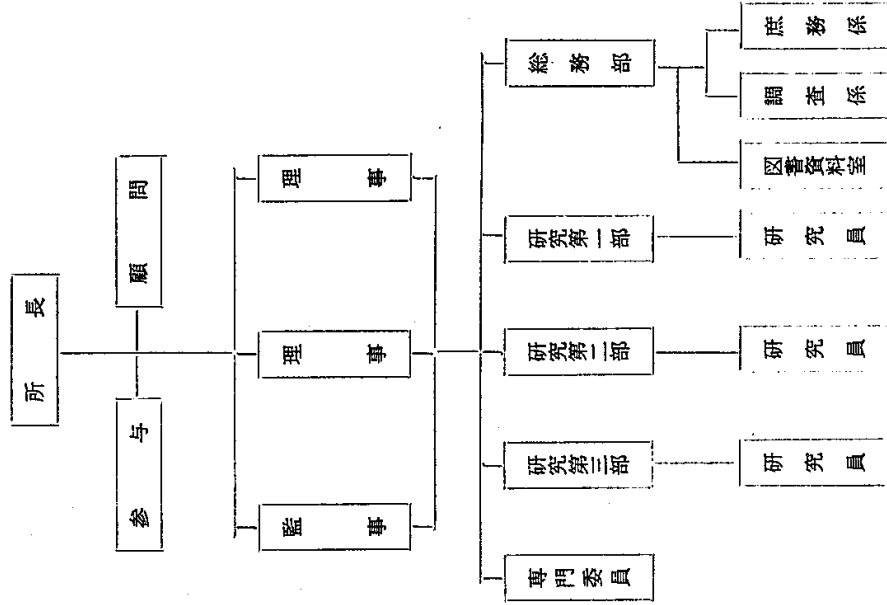 所長
顧問
参与
理事
理事
監事
総務部
研究第一部
研究第二部
研究第三部
専門委員
庶務係
調査係
図書資料室
研究員
研究員
研究員